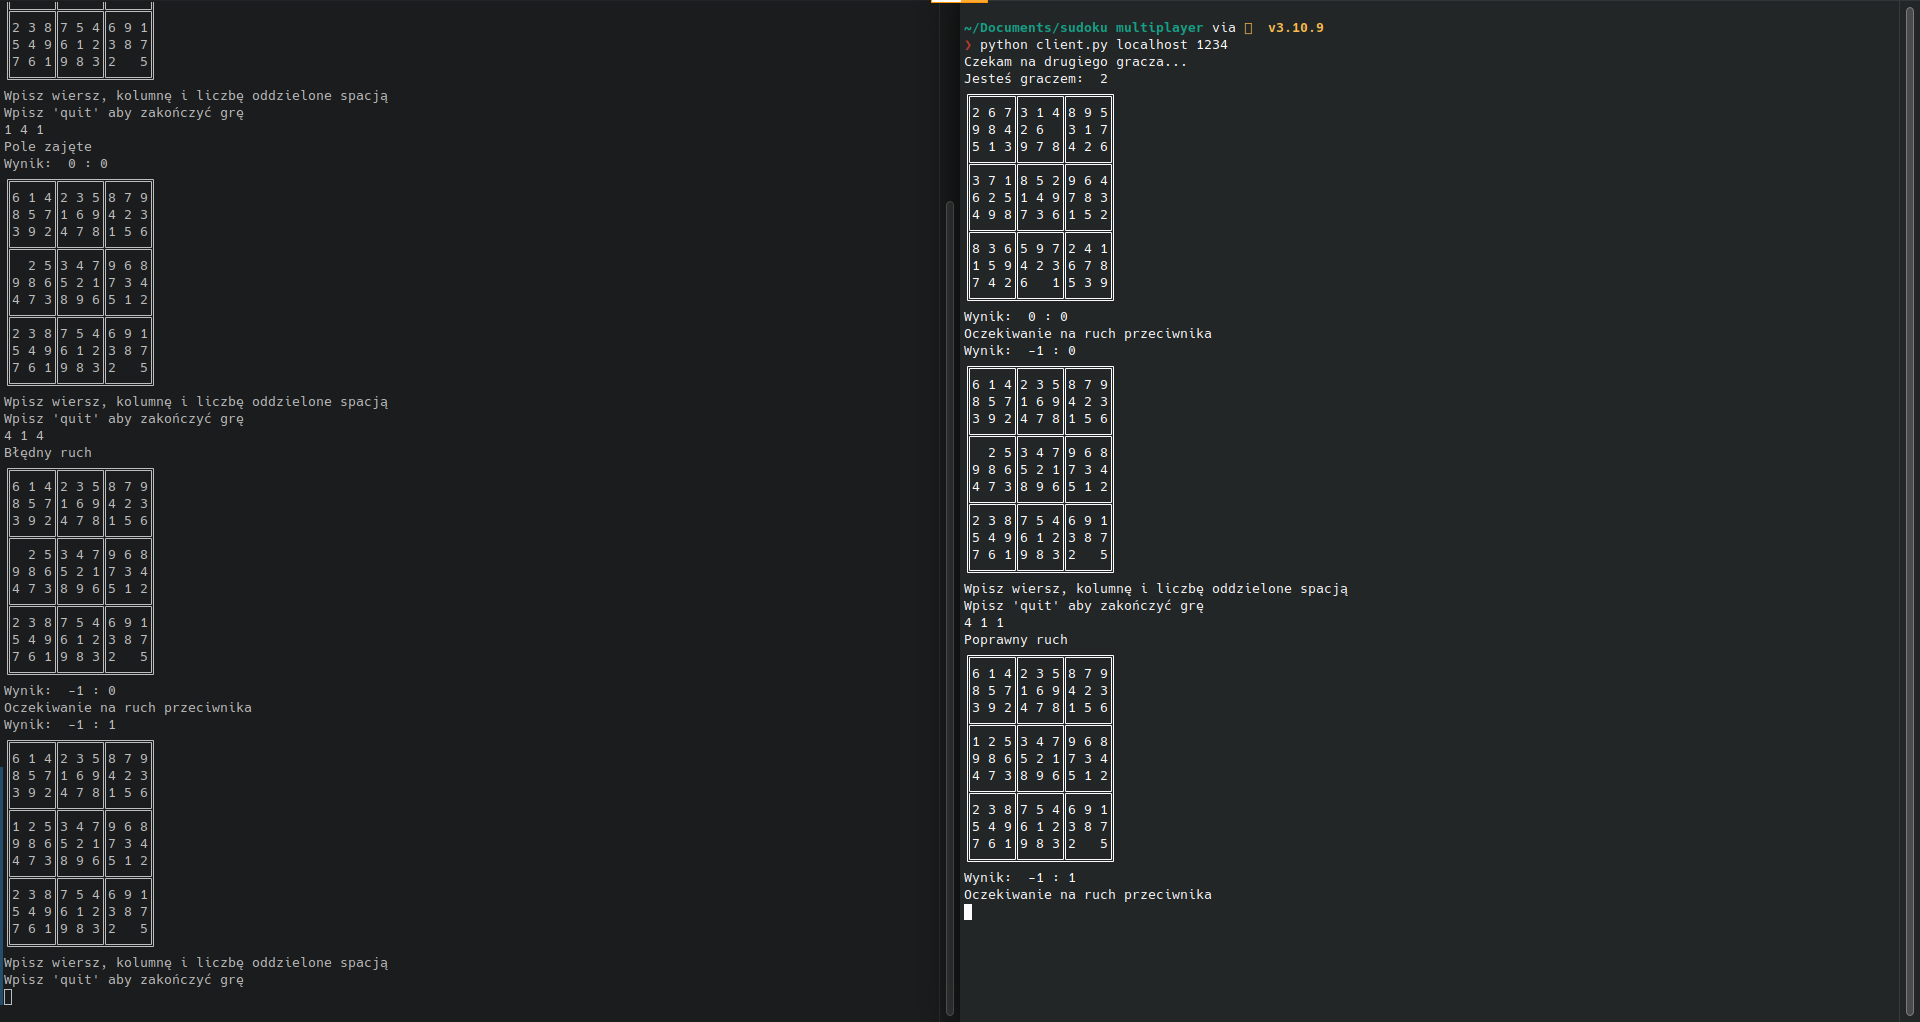 2 3 8 7 5 4 6 9 1
5 4 9 6 1 2 3 8 7
7 6 1 9 8 3 2   5
Wpisz wiersz, kolumnę i liczbę oddzielone spacją
Wpisz 'quit' aby zakończyć grę
1 4 1
Pole zajęte
Wynik:  0 : 0
6 1 4 2 3 5 8 7 9
8 5 7 1 6 9 4 2 3
3 9 2 4 7 8 1 5 6
  2 5 3 4 7 9 6 8
9 8 6 5 2 1 7 3 4
4 7 3 8 9 6 5 1 2
2 3 8 7 5 4 6 9 1
5 4 9 6 1 2 3 8 7
7 6 1 9 8 3 2   5
Wpisz wiersz, kolumnę i liczbę oddzielone spacją
Wpisz 'quit' aby zakończyć grę
4 1 4
Błędny ruch
6 1 4 2 3 5 8 7 9
8 5 7 1 6 9 4 2 3
3 9 2 4 7 8 1 5 6
  2 5 3 4 7 9 6 8
9 8 6 5 2 1 7 3 4
4 7 3 8 9 6 5 1 2
2 3 8 7 5 4 6 9 1
5 4 9 6 1 2 3 8 7
7 6 1 9 8 3 2   5
Wynik:  -1 : 0
Oczekiwanie na ruch przeciwnika
Wynik:  -1 : 1
6 1 4 2 3 5 8 7 9
8 5 7 1 6 9 4 2 3
3 9 2 4 7 8 1 5 6
1 2 5 3 4 7 9 6 8
9 8 6 5 2 1 7 3 4
4 7 3 8 9 6 5 1 2
2 3 8 7 5 4 6 9 1
5 4 9 6 1 2 3 8 7
7 6 1 9 8 3 2   5
Wpisz wiersz, kolumnę i liczbę oddzielone spacją
Wpisz 'quit' aby zakończyć grę
~/Documents/sudoku multiplayer via v3.10.9
❯ python client.py localhost 1234
Czekam na drugiego gracza...
Jesteś graczem:  2
2 6 7 3 1 4 8 9 5
9 8 4 2 6   3 1 7
5 1 3 9 7 8 4 2 6
3 7 1 8 5 2 9 6 4
6 2 5 1 4 9 7 8 3
4 9 8 7 3 6 1 5 2
8 3 6 5 9 7 2 4 1
1 5 9 4 2 3 6 7 8
7 4 2 6   1 5 3 9
Wynik:  0 : 0
Oczekiwanie na ruch przeciwnika
Wynik:  -1 : 0
6 1 4 2 3 5 8 7 9
8 5 7 1 6 9 4 2 3
3 9 2 4 7 8 1 5 6
  2 5 3 4 7 9 6 8
9 8 6 5 2 1 7 3 4
4 7 3 8 9 6 5 1 2
2 3 8 7 5 4 6 9 1
5 4 9 6 1 2 3 8 7
7 6 1 9 8 3 2   5
Wpisz wiersz, kolumnę i liczbę oddzielone spacją
Wpisz 'quit' aby zakończyć grę
4 1 1
Poprawny ruch
6 1 4 2 3 5 8 7 9
8 5 7 1 6 9 4 2 3
3 9 2 4 7 8 1 5 6
1 2 5 3 4 7 9 6 8
9 8 6 5 2 1 7 3 4
4 7 3 8 9 6 5 1 2
2 3 8 7 5 4 6 9 1
5 4 9 6 1 2 3 8 7
7 6 1 9 8 3 2   5
Wynik:  -1 : 1
Oczekiwanie na ruch przeciwnika